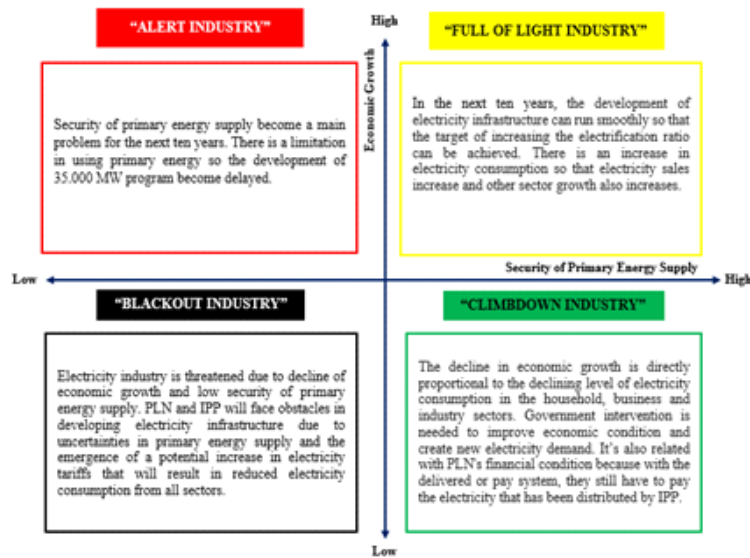 "ALERT INDUSTRY"
High
"FULL OF LIGHT INDUSTRY"
Economic Growth
Security of primary energy supply become a main
problem for the next ten years. There is a limitation
in using primary energy so the development of
35.000 MW program become delayed.
In the next ten years, the development of
electricity infrastructure can run smoothly so that
the target of increasing the electrification ratio
can be achieved. There is an increase in
electricity consumption so that electricity sales
increase and other sector growth also increases.
Security of Primary Energy Supply
Low
High
"BLACKOUT INDUSTRY"
"CLIMBDOWN INDUSTRY"
Electricity industry is threatened due to decline of
economic growth and low security of primary
energy supply. PLN and IPP will face obstacles in
developing electricity infrastructure due to
uncertainties in primary energy supply and the
emergence of a potential increase in electricity
tariffs that will result in reduced electricity
consumption from all sectors.
The decline in economic growth is directly
proportional to the declining level of electricity
consumption in the household, business and
industry sectors. Government intervention is
needed to improve economic condition and
create new electricity demand. It's also related
with PLN's financial condition because with the
delivered or pay system, they still have to pay
the electricity that has been distributed by IPP.
Low